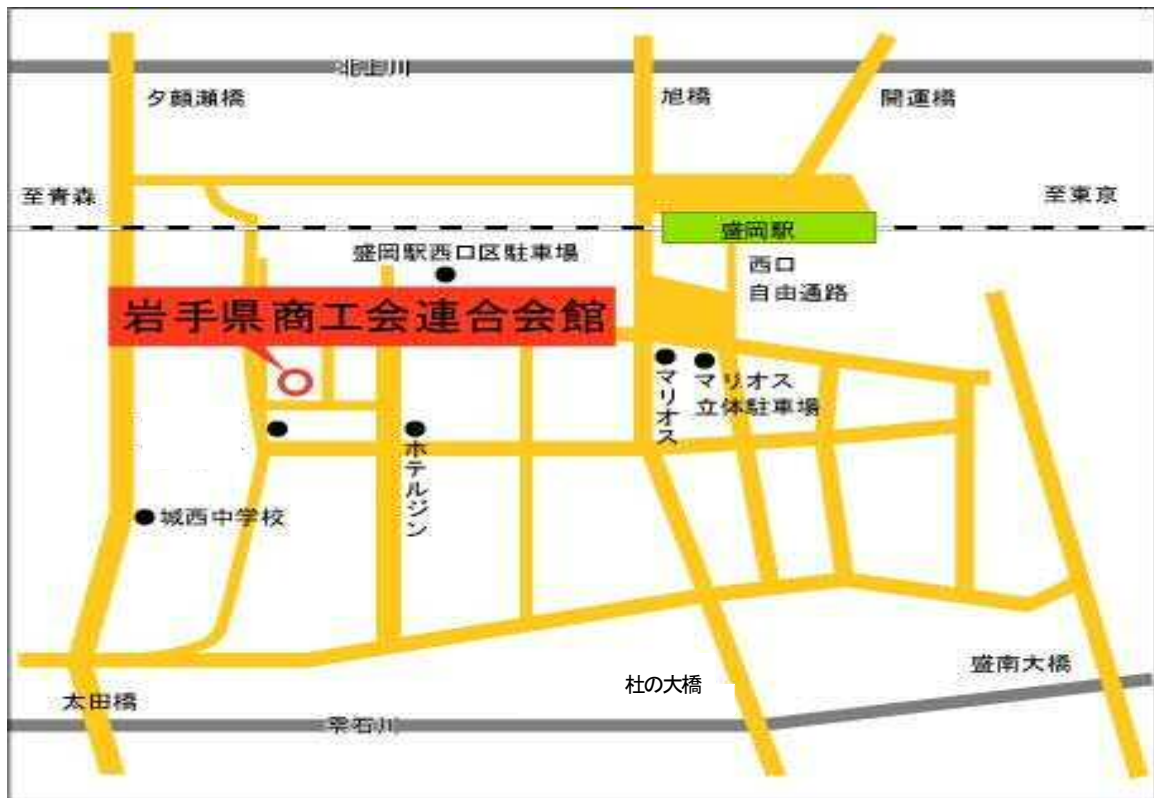 北上川
夕顔瀬橋
旭橋
開運橋
至青森
至東京
盛岡駅
盛岡駅西口区駐車場
西口
自由通路
岩手県商工会連合会館
マリオス
マリオス
立体駐車場
ホテルジン
城西中学校
盛南大橋
杜の大橋
太田橋
雫石川